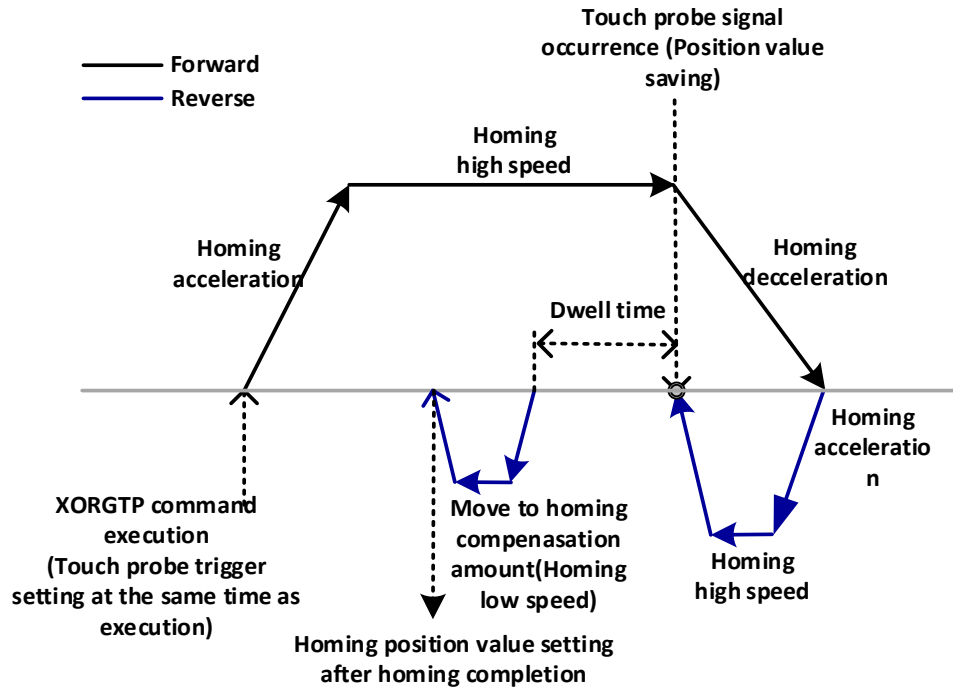 Touch probe signal
occurrence (Position value
saving)
Forward
Reverse
Homing
high speed
Homing
acceleration
Homing
decceleration
Dwell time
Homing
acceleratio
n
XORGTP command
execution
(Touch probe trigger
setting at the same time as
execution)
Move to homing
compenasation
amount(Homing
low speed)
Homing
high speed
Homing position value setting
after homing completion